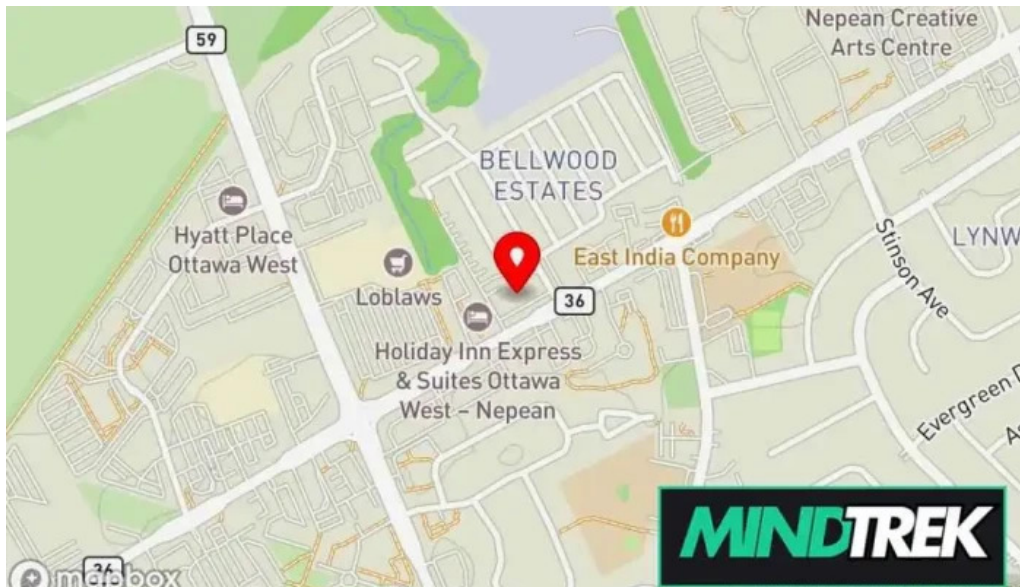 59
Nepean Creative
Arts Centre
BELLWOOD
ESTATES
Hyatt Place
Ottawa West
East India Company
Stinson Ave
LYNW
Loblaws
36
Holiday Inn Express
& Suites Ottawa
West – Nepean
Evergreen D
As
MINDTREK
36
mapbox